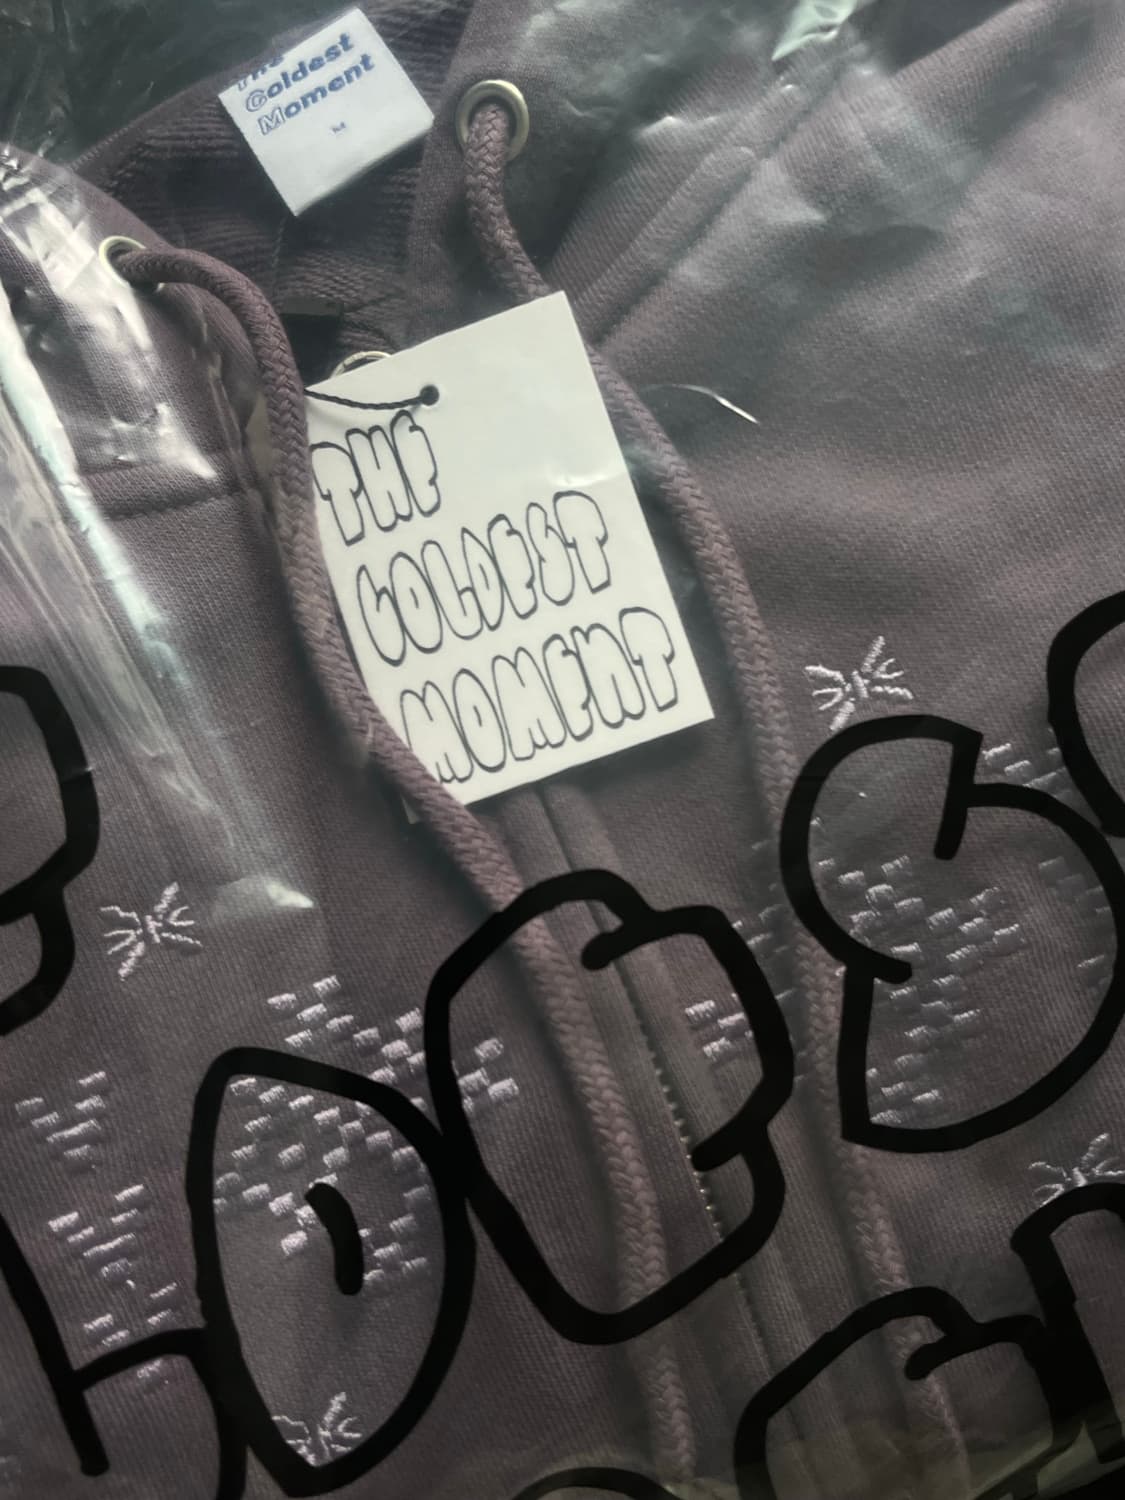 The
Coldest
Moment
M
THE
COLDEST
MOMENT